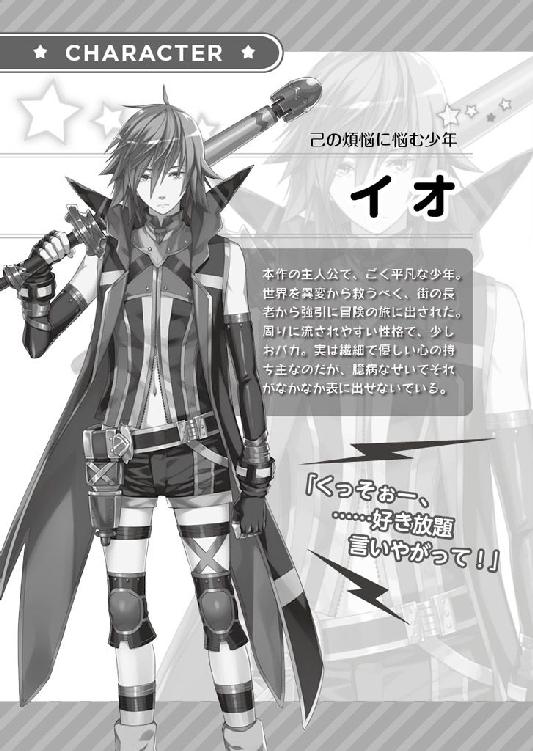 ★ CHARACTER ★
己の煩悩に悩む少年
イオ
本作の主人公で、ごく平凡な少年。
世界を異変から救うべく、街の長
老から強引に冒険の旅に出された。
周りに流されやすい性格で、少し
おバカ。実は繊細で優しい心の持
ち主なのだが、臆病なせいでそれ
がなかなか表に出せないでいる。
「くっそぉー、
……好き放題
言いやがって！」